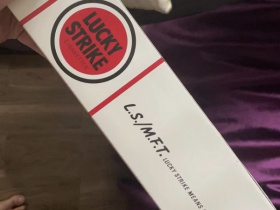 LUCKY
STRIKE
L.S./M.F.T.
LUCKY STRIKE MEANS